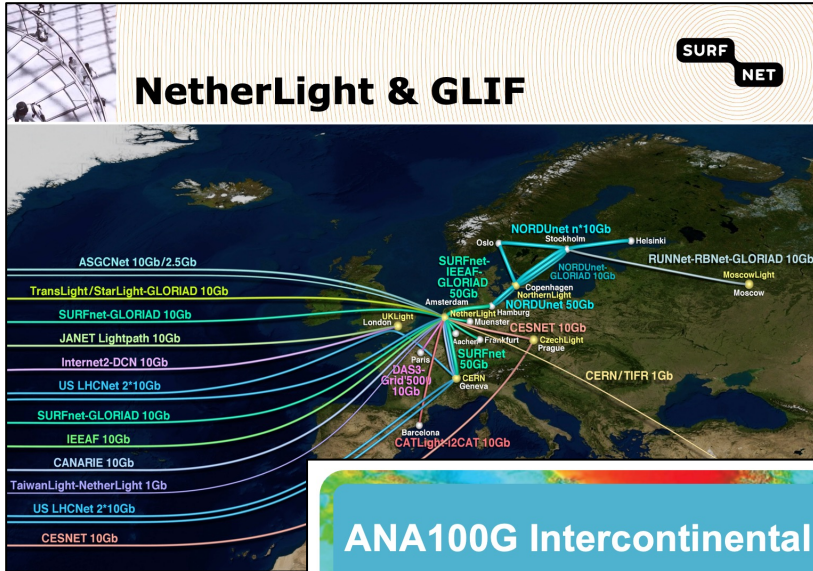 SURF
NET
NetherLight & GLIF
NORDUnet n*10Gb
Stockholm
Oslo
Helsinki
ASGCNet 10Gb/2.5Gb
SURFnet-
IEEAF-
GLORIAD
50Gb
NORDUnet-
GLORIAD 10Gb
RUNNet-RBNet-GLORIAD 10Gb
MoscowLight
Moscow
TransLight/StarLight-GLORIAD 10Gb
Copenhagen
NorthernLight
Amsterdam
NORDUnet 50Gb
Hamburg
SURFnet-GLORIAD 10Gb
UKLight
London
NetherLight
Muenster
CESNET 10Gb
JANET Lightpath 10Gb
Aachen
Frankfurt
CzechLight
Prague
Internet2-DCN 10Gb
Paris
SURFnet
50Gb
DAS3-
Grid'5000
10Gb
CERN
Geneva
CERN/TIFR 1Gb
US LHCNet 2*10Gb
SURFnet-GLORIAD 10Gb
Barcelona
IEEAF 10Gb
CATLight-i2CAT 10Gb
CANARIE 10Gb
TaiwanLight-NetherLight 1Gb
US LHCNet 2*10Gb
CESNET 10Gb
ANA100G Intercontinental